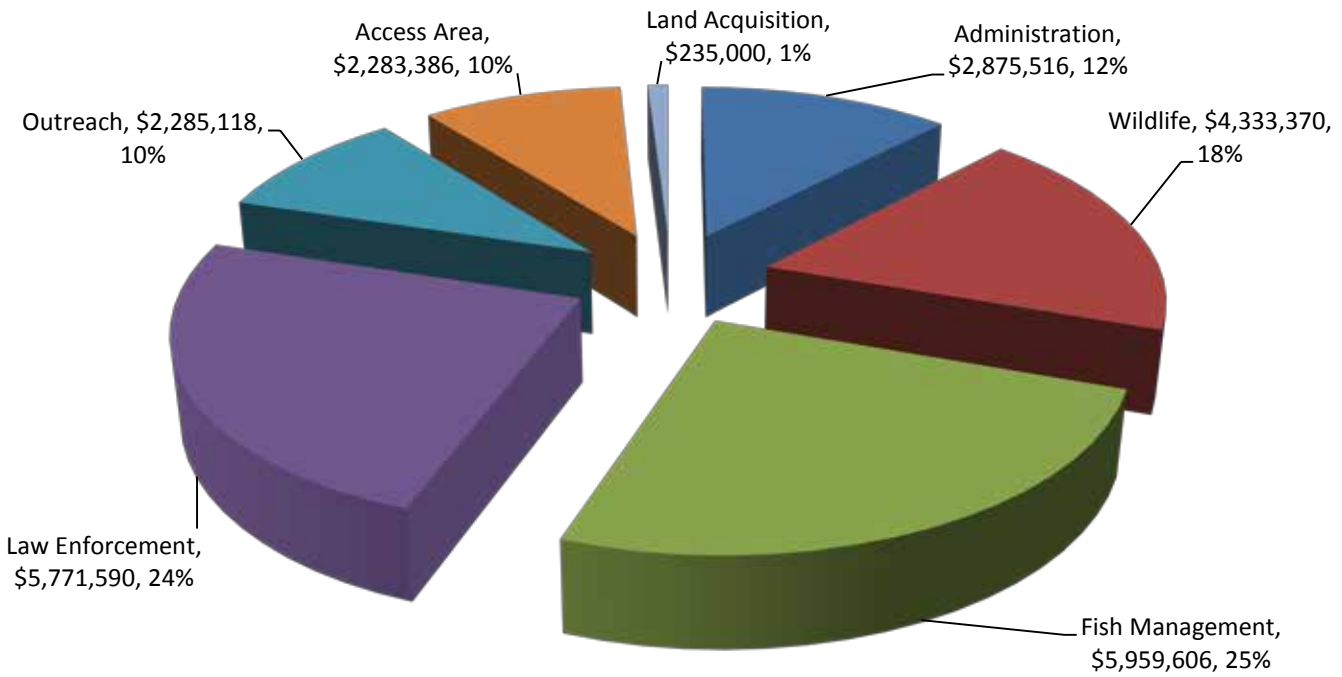 Land Acquisition,
$235,000, 1%
Administration,
$2,875,516, 12%
Access Area,
$2,283,386, 10%
Outreach, $2,285,118,
10%
Wildlife, $4,333,370,
18%
Law Enforcement,
$5,771,590, 24%
Fish Management,
$5,959,606, 25%